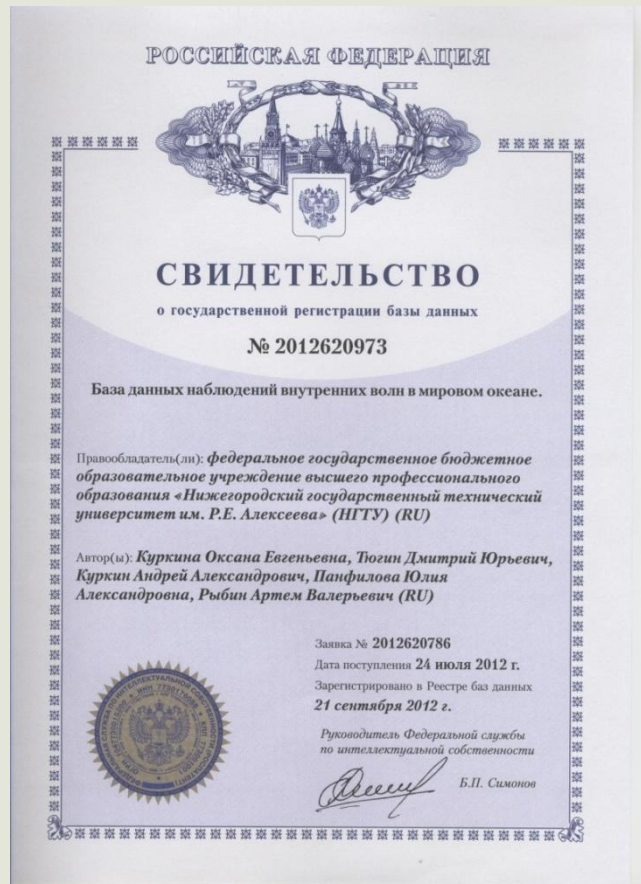 РОССИЙСКАЯ ФЕДЕРАЦИЯ
СВИДЕТЕЛЬСТВО
о государственной регистрации базы данных
№ 2012620973
База данных наблюдений внутренних волн в мировом океане.
Правообладатель(ли): федеральное государственное бюджетное
образовательное учреждение высшего профессионального
образования «Нижегородский государственный технический
университет им. Р.Е. Алексеева» (НГТУ) (RU)
Автор(ы): Куркина Оксана Евгеньевна, Тюгин Дмитрий Юрьевич,
Куркин Андрей Александрович, Панфилова Юлия
Александровна, Рыбин Артем Валерьевич (RU)
Заявка № 2012620786
Дата поступления 24 июля 2012 г.
Зарегистрировано в Реестре баз данных
21 сентября 2012 г.
Руководитель Федеральной службы
по интеллектуальной собственности
Б.П. Симонов